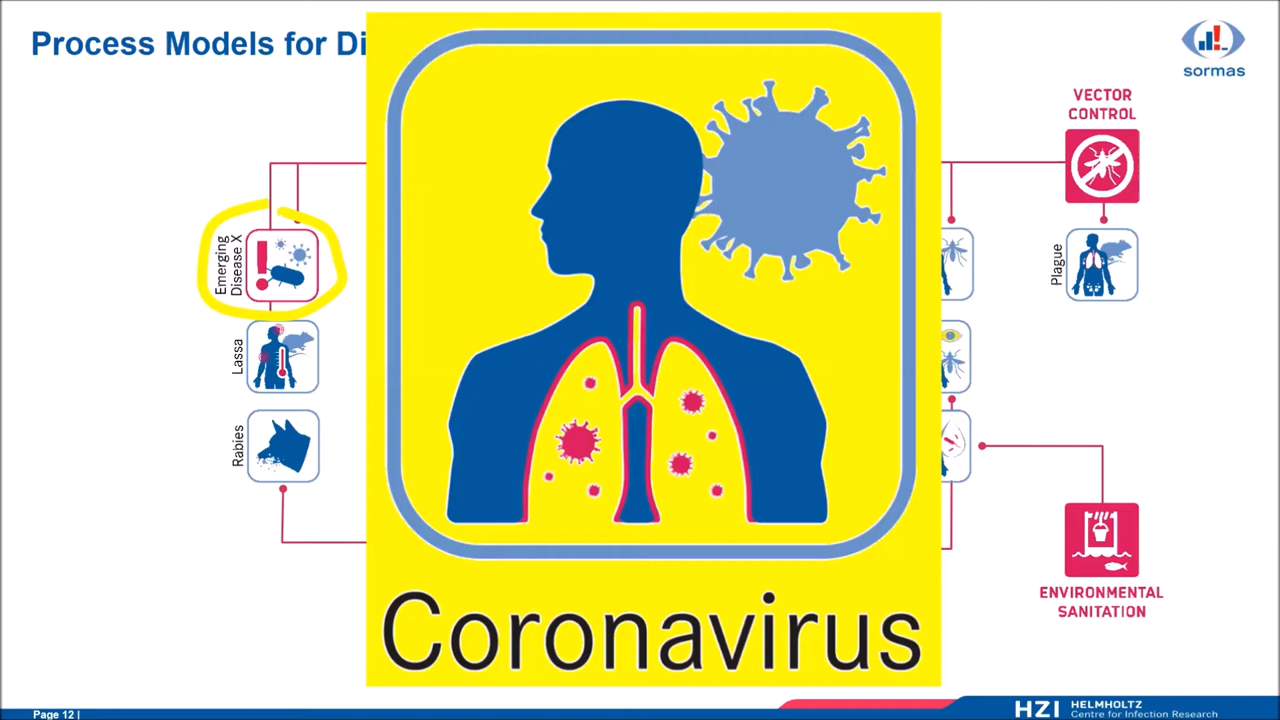 Process Models for Di
sormas
VECTOR
CONTROL
Emerging
Disease X
Plague
Lassa
Rabies
ENVIRONMENTAL
SANITATION
Coronavirus
Page 12 |
HZI HELMHOLTZ
Centre for Infection Research